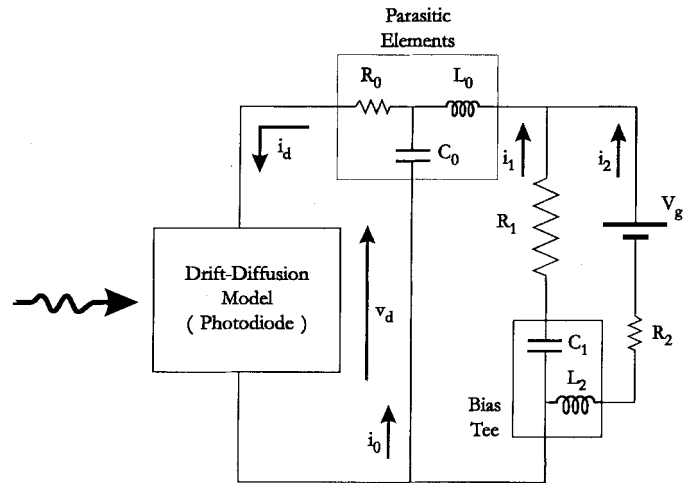 Parasitic
Elements
R0
L0
C0
id
i1
i2
Vg
R1
Drift-Diffusion
Model
( Photodiode )
vd
C1
R2
L2
Bias
Tee
i0